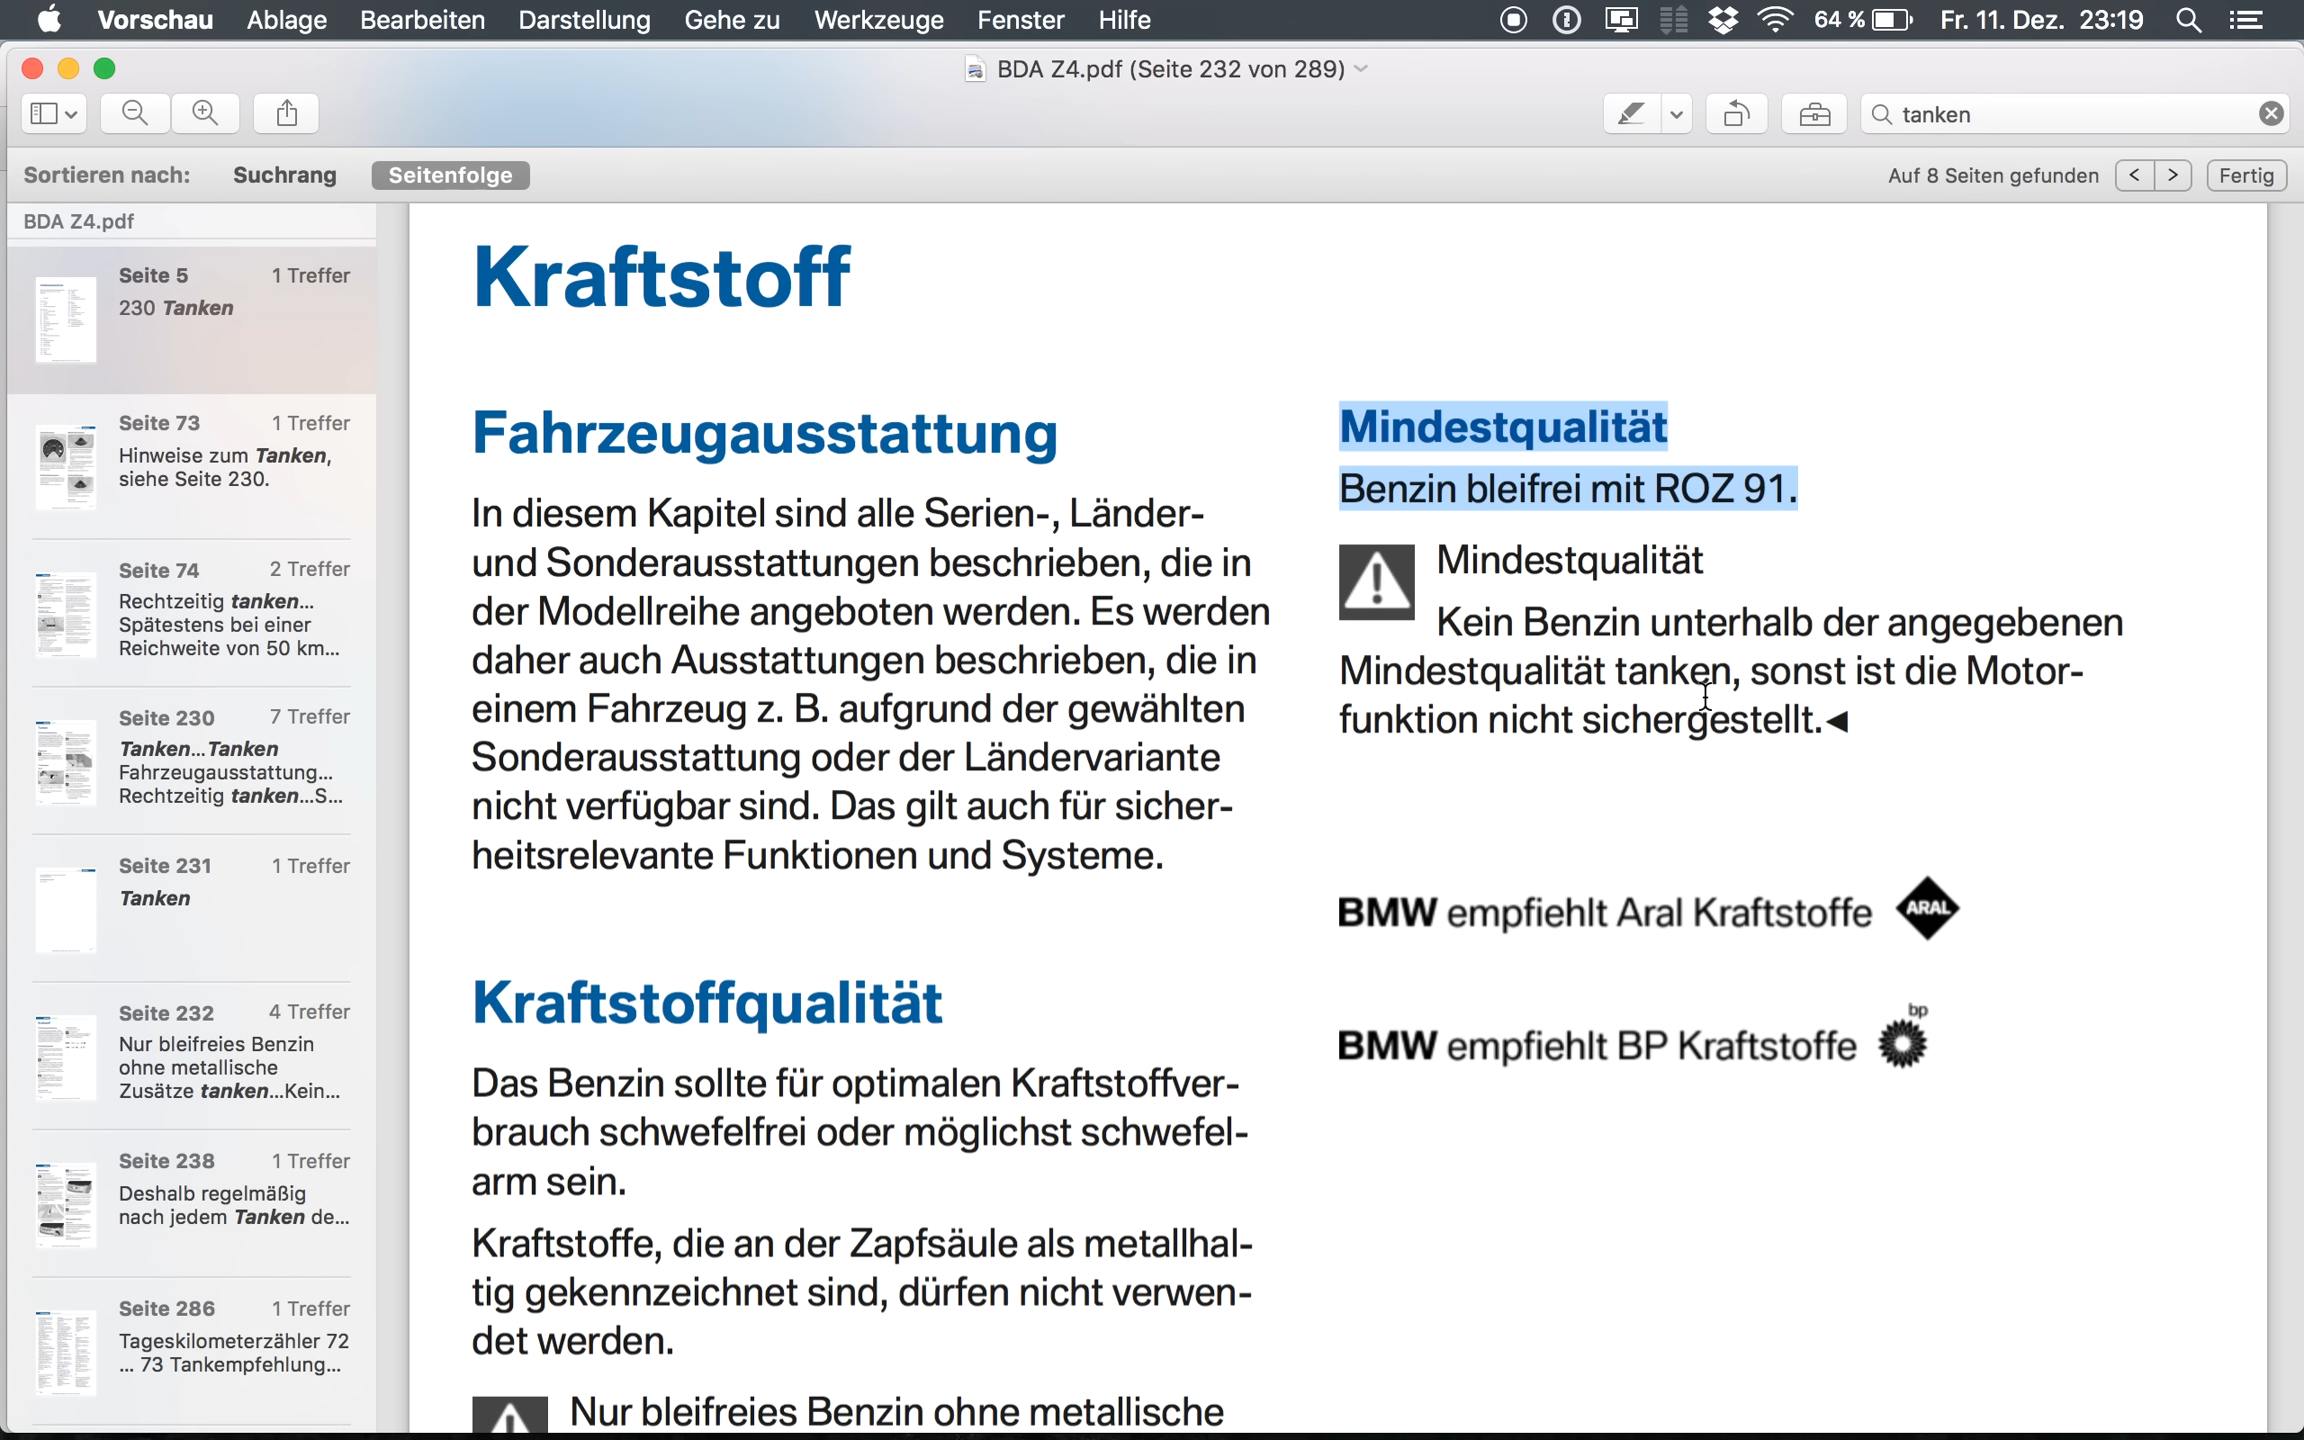 Vorschau Ablage Bearbeiten Darstellung Gehe zu Werkzeuge Fenster Hilfe 64 % Fr. 11. Dez. 23:19
BDA Z4.pdf (Seite 232 von 289)
tanken
Sortieren nach: Suchrang Seitenfolge Auf 8 Seiten gefunden < > Fertig
BDA Z4.pdf
Seite 5 1 Treffer
230 Tanken
Seite 73 1 Treffer
Hinweise zum Tanken,
siehe Seite 230.
Seite 74 2 Treffer
Rechtzeitig tanken...
Spätestens bei einer
Reichweite von 50 km...
Seite 230 7 Treffer
Tanken...Tanken
Fahrzeugausstattung...
Rechtzeitig tanken...S...
Seite 231 1 Treffer
Tanken
Seite 232 4 Treffer
Nur bleifreies Benzin
ohne metallische
Zusätze tanken...Kein...
Seite 238 1 Treffer
Deshalb regelmäßig
nach jedem Tanken de...
Seite 286 1 Treffer
Tageskilometerzähler 72
... 73 Tankempfehlung...
Kraftstoff
Fahrzeugausstattung
In diesem Kapitel sind alle Serien-, Länder-
und Sonderausstattungen beschrieben, die in
der Modellreihe angeboten werden. Es werden
daher auch Ausstattungen beschrieben, die in
einem Fahrzeug z. B. aufgrund der gewählten
Sonderausstattung oder der Ländervariante
nicht verfügbar sind. Das gilt auch für sicher-
heitsrelevante Funktionen und Systeme.
Kraftstoffqualität
Das Benzin sollte für optimalen Kraftstoffver-
brauch schwefelfrei oder möglichst schwefel-
arm sein.
Kraftstoffe, die an der Zapfsäule als metallhal-
tig gekennzeichnet sind, dürfen nicht verwen-
det werden.
Nur bleifreies Benzin ohne metallische
Mindestqualität
Benzin bleifrei mit ROZ 91.
Mindestqualität
Kein Benzin unterhalb der angegebenen
Mindestqualität tanken, sonst ist die Motor-
funktion nicht sichergestellt.◄
BMW empfiehlt Aral Kraftstoffe ARAL
bp
BMW empfiehlt BP Kraftstoffe